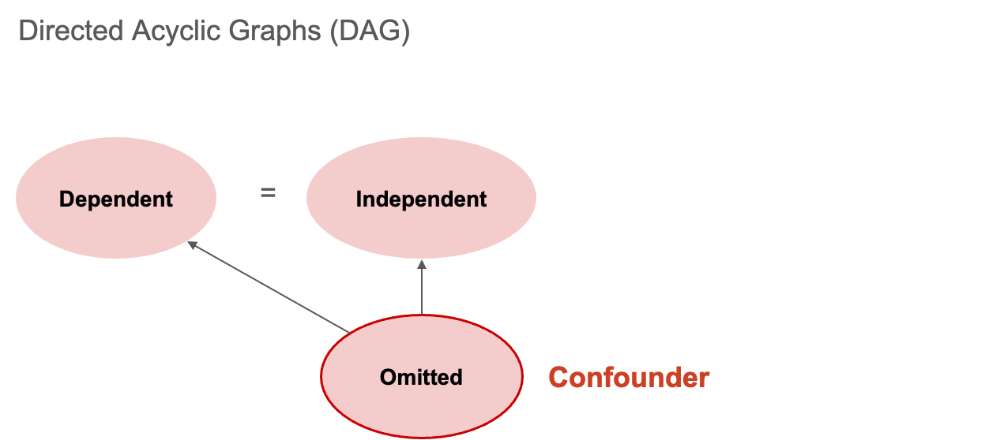 Directed Acyclic Graphs (DAG)
Dependent
=
Independent
Omitted
Confounder